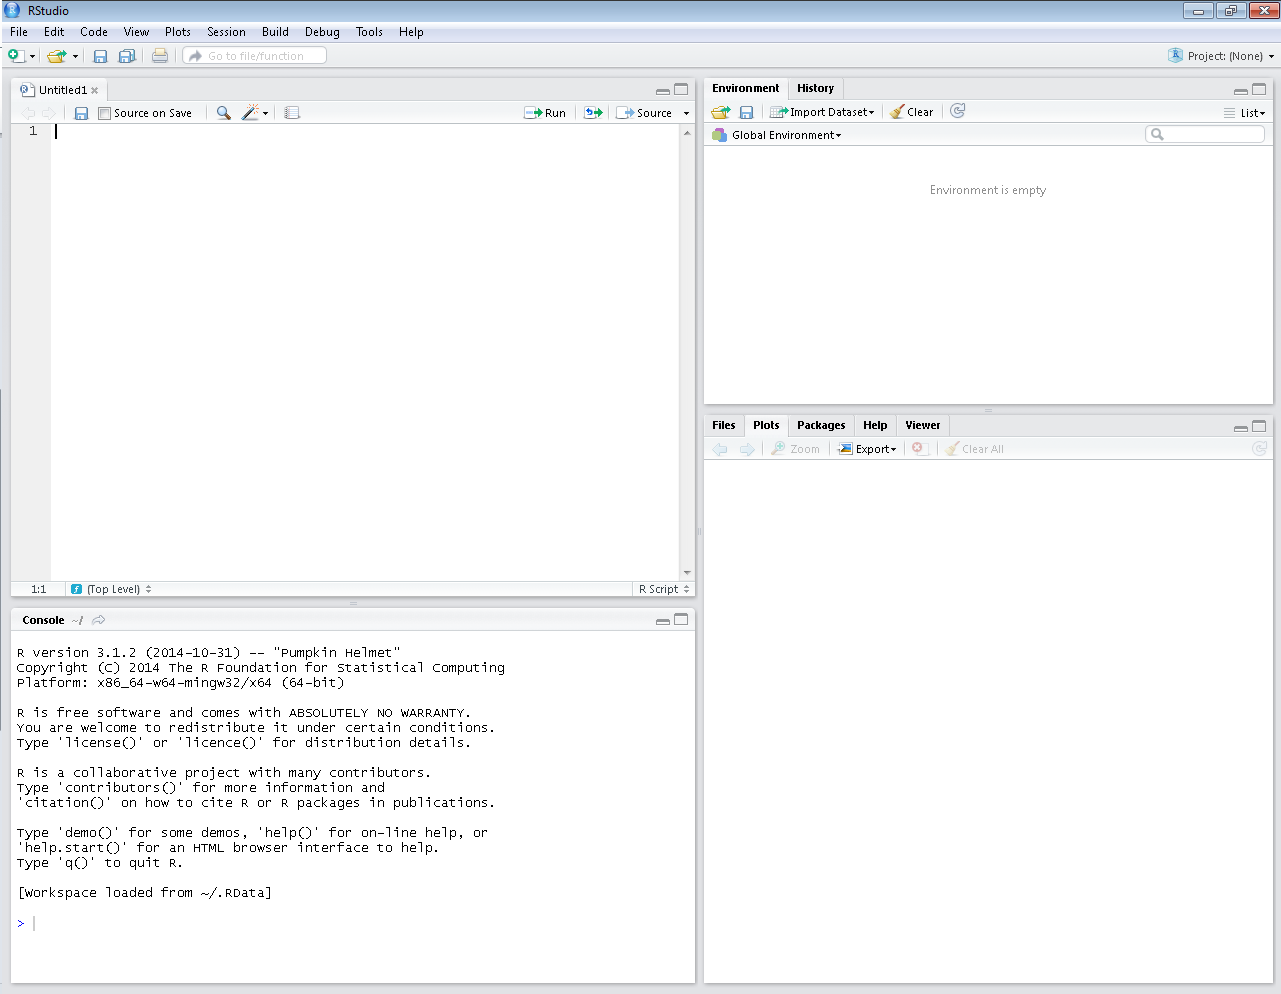 RStudio
File Edit Code View Plots Session Build Debug Tools Help
Go to file/function
Project: (None)
Untitled1
Source on Save
Run
Source
1
1:1
(Top Level)
R Script
Console ~/
R version 3.1.2 (2014-10-31) -- "Pumpkin Helmet"
Copyright (C) 2014 The R Foundation for Statistical Computing
Platform: x86_64-w64-mingw32/x64 (64-bit)
R is free software and comes with ABSOLUTELY NO WARRANTY.
You are welcome to redistribute it under certain conditions.
Type 'license()' or 'licence()' for distribution details.
R is a collaborative project with many contributors.
Type 'contributors()' for more information and
'citation()' on how to cite R or R packages in publications.
Type 'demo()' for some demos, 'help()' for on-line help, or
'help.start()' for an HTML browser interface to help.
Type 'q()' to quit R.
[Workspace loaded from ~/.RData]
>
Environment History
Import Dataset Clear
List
Global Environment
Environment is empty
Files Plots Packages Help Viewer
Zoom Export Clear All